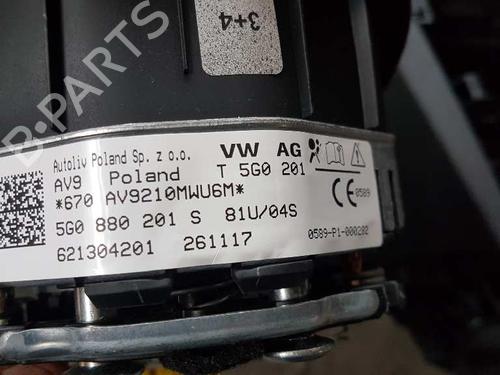 3+4
B-PARTS
Autoliv Poland Sp. z o.o. VW AG
AV9 Poland T 5G0 201
*670 AV9210MWU6M*
5G0 880 201 S 81U/04S
621304201 261117
CE 0589
0589-P1-000202